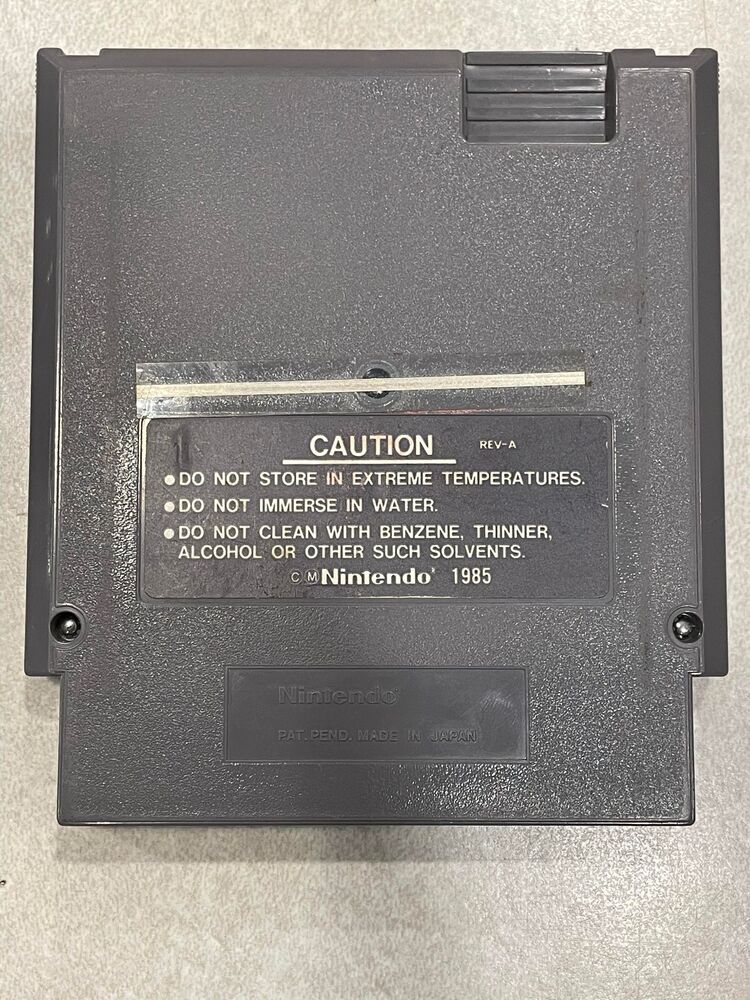 CAUTION REV-A
● DO NOT STORE IN EXTREME TEMPERATURES.
● DO NOT IMMERSE IN WATER.
● DO NOT CLEAN WITH BENZENE, THINNER,
ALCOHOL OR OTHER SUCH SOLVENTS.
C Ⓜ Nintendo 1985
Nintendo
PAT. PEND. MADE IN JAPAN